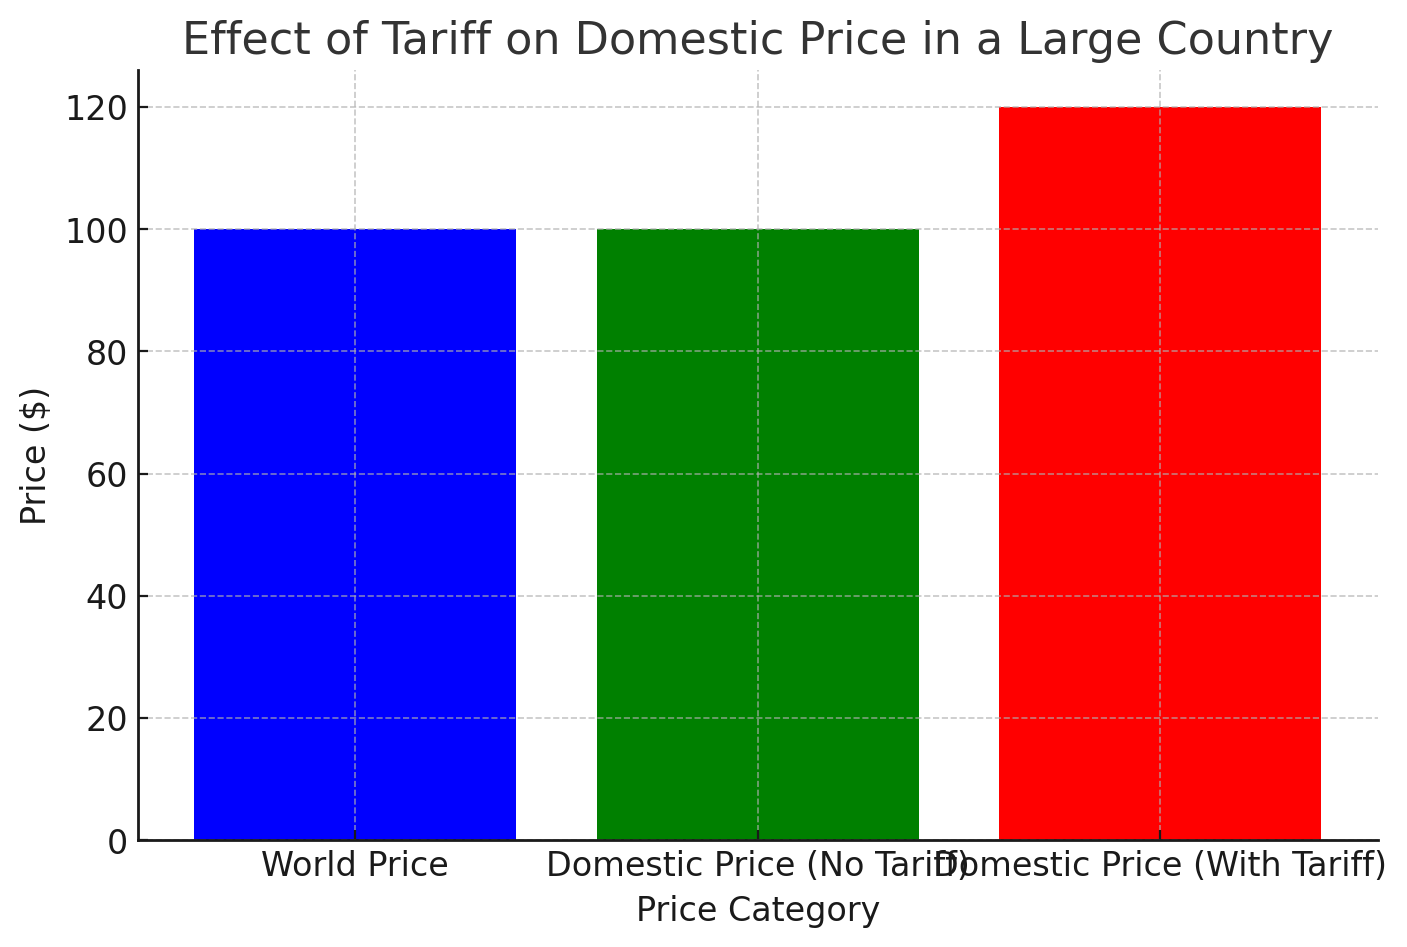 Effect of Tariff on Domestic Price in a Large Country
Price ($)
120
100
80
60
40
20
0
World Price
Domestic Price (No Tariff)
Domestic Price (With Tariff)
Price Category